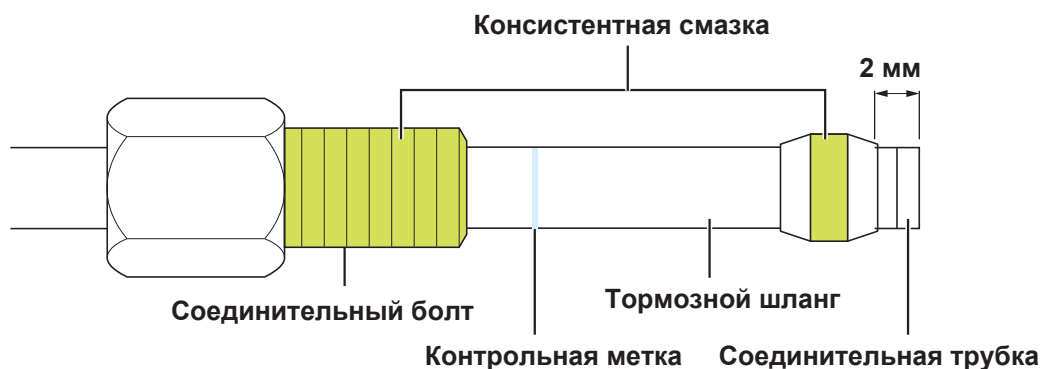 Консистентная смазка
2 мм
Соединительный болт
Тормозной шланг
Контрольная метка
Соединительная трубка